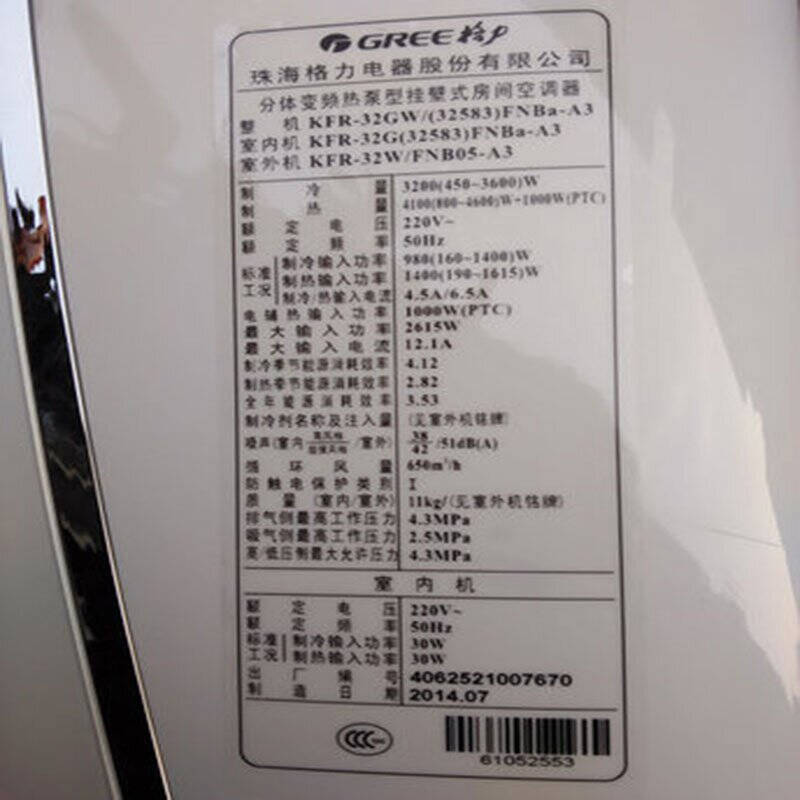 GREE 格力
珠海格力电器股份有限公司
分体变频热泵型挂壁式房间空调器
整 机 KFR-32GW/(32583)FNBa-A3
室内机 KFR-32G(32583)FNBa-A3
室外机 KFR-32W/FNB05-A3
制 冷 量 3200(450~3600)W
制 热 量 4100(800~4600)W+1000W(PTC)
额 定 电 压 220V~
额 定 频 率 50Hz
标准工况 制冷输入功率 980(160~1400)W
制热输入功率 1400(190~1615)W
制冷/热输入电流 4.5A/6.5A
电 辅 热 输 入 功 率 1000W(PTC)
最 大 输 入 功 率 2615W
最 大 输 入 电 流 12.1A
制冷季节能源消耗效率 4.12
制热季节能源消耗效率 2.82
全 年 能 源 消 耗 效 率 3.53
制冷剂名称及注入量 (见室外机铭牌)
噪声(室内 高风档/超强风档 /室外) 38/42 /51dB(A)
循 环 风 量 650m³/h
防 触 电 保 护 类 别 I
质 量 (室内/室外) 11kg/(见室外机铭牌)
排气侧最高工作压力 4.3MPa
吸气侧最高工作压力 2.5MPa
高/低压侧最大允许压力 4.3MPa
室 内 机
额 定 电 压 220V~
额 定 频 率 50Hz
标准工况 制冷输入功率 30W
制热输入功率 30W
出 厂 编 号 4062521007670
制 造 日 期 2014.07
CCC
61052553